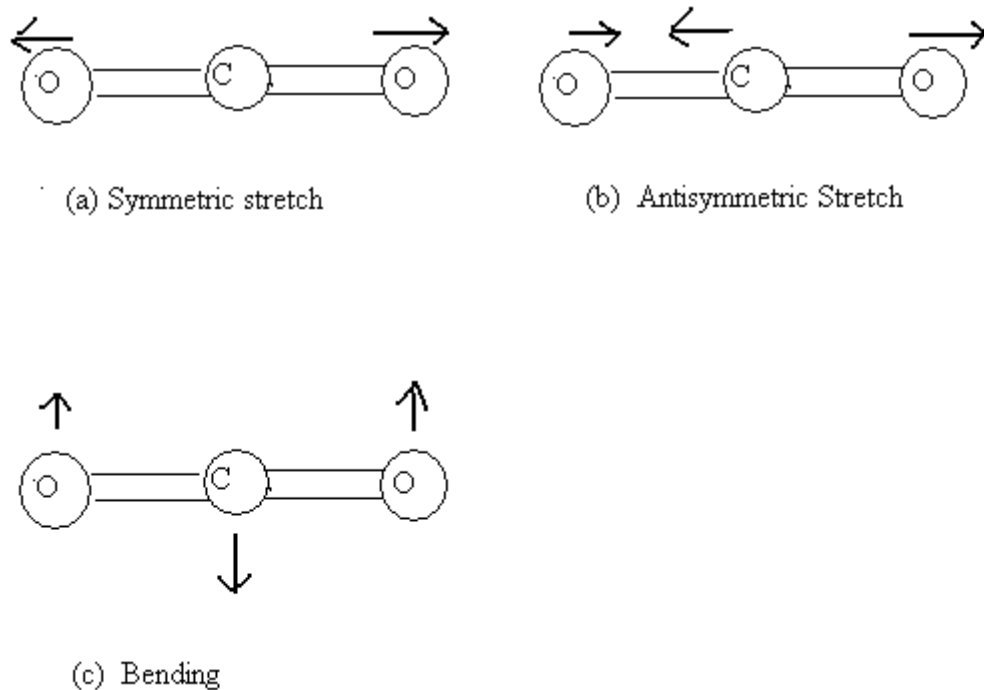 O C O
O C O
(a) Symmetric stretch
(b) Antisymmetric Stretch
O C O
(c) Bending